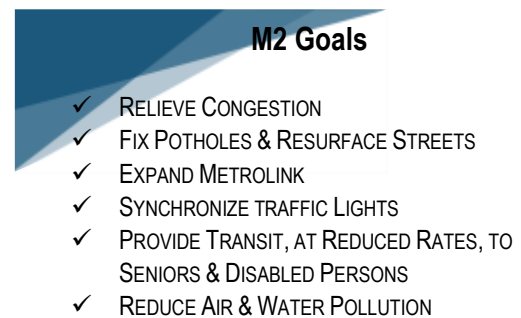 M2 Goals
✓ RELIEVE CONGESTION
✓ FIX POTHOLES & RESURFACE STREETS
✓ EXPAND METROLINK
✓ SYNCHRONIZE TRAFFIC LIGHTS
✓ PROVIDE TRANSIT, AT REDUCED RATES, TO
SENIORS & DISABLED PERSONS
✓ REDUCE AIR & WATER POLLUTION